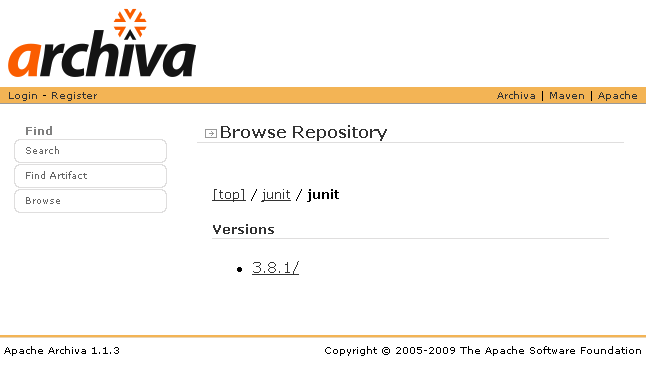 archiva
Login - Register
Archiva | Maven | Apache
Find
Search
Find Artifact
Browse
Browse Repository
[top] / junit / junit
Versions
3.8.1/
Apache Archiva 1.1.3
Copyright © 2005-2009 The Apache Software Foundation